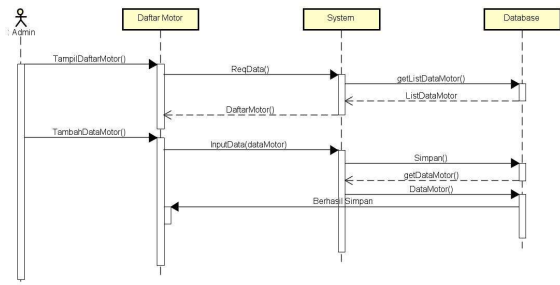 Daftar Motor
System
Database
: Admin
TampilDaftarMotor()
ReqData()
getListDataMotor()
ListDataMotor
DaftarMotor()
TambahDataMotor()
InputData(dataMotor)
Simpan()
getDataMotor()
DataMotor()
Berhasil Simpan